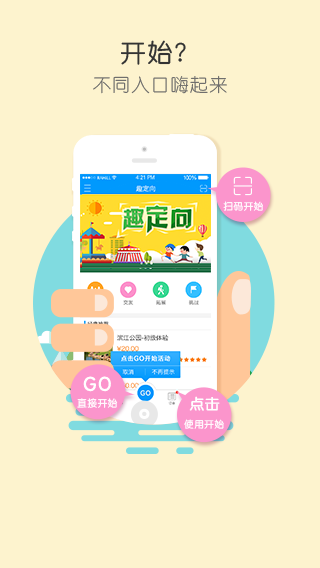 开始?
不同入口嗨起来
4:21 PM
100%
趣定向
扫码开始
趣定向
交友
拓展
挑战
滨江公园-初级体验
¥20.00
点击GO开始活动
取消
不再提示
GO
直接开始
GO
点击
使用开始